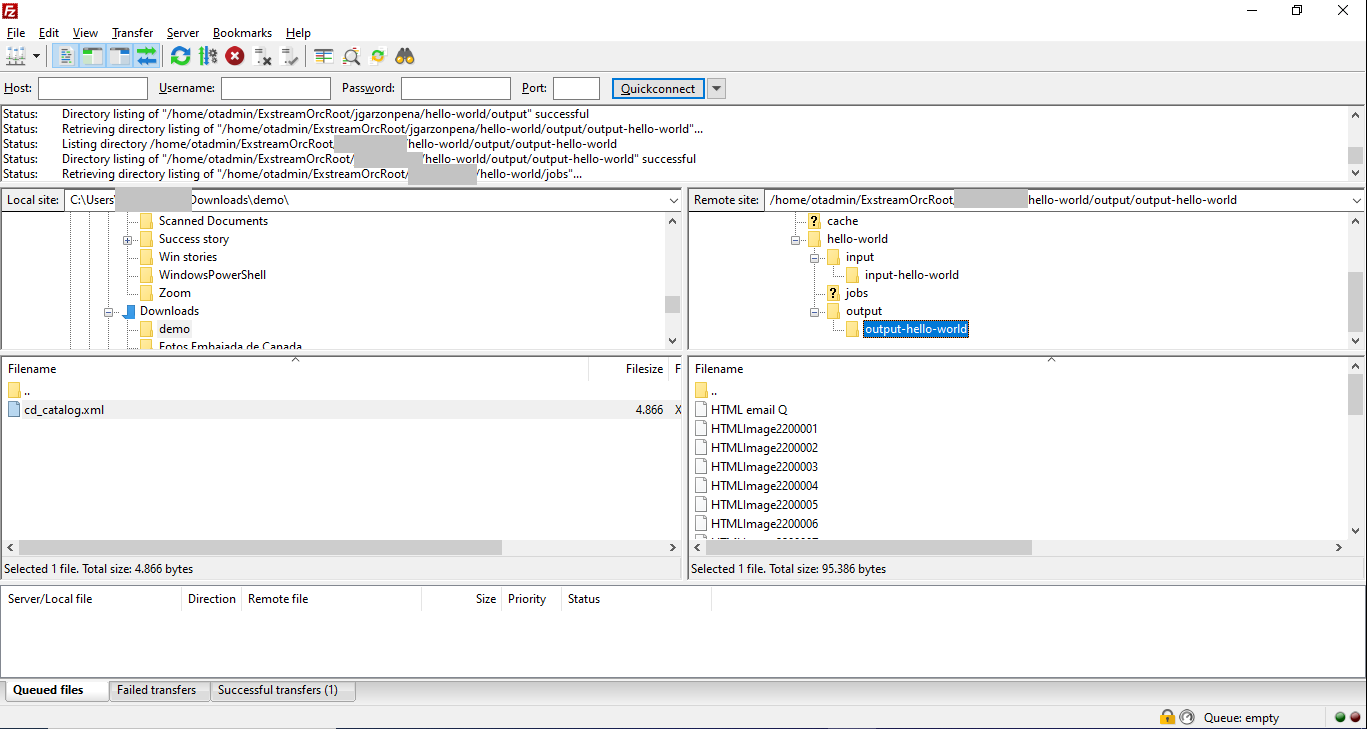 Fz
File Edit View Transfer Server Bookmarks Help
Host: Username: Password: Port: Quickconnect
Status: Directory listing of "/home/otadmin/ExstreamOrcRoot/jgarzonpena/hello-world/output" successful
Status: Retrieving directory listing of "/home/otadmin/ExstreamOrcRoot/jgarzonpena/hello-world/output/output-hello-world"...
Status: Listing directory /home/otadmin/ExstreamOrcRoot/ hello-world/output/output-hello-world
Status: Directory listing of "/home/otadmin/ExstreamOrcRoot/ /hello-world/output/output-hello-world" successful
Status: Retrieving directory listing of "/home/otadmin/ExstreamOrcRoot/ /hello-world/jobs"...
Local site: C:\Users\ Downloads\demo\
Scanned Documents
Success story
Win stories
WindowsPowerShell
Zoom
Downloads
demo
Fotos Embajada de Canada
Remote site: /home/otadmin/ExstreamOrcRoot hello-world/output/output-hello-world
? cache
hello-world
input
input-hello-world
? jobs
output
output-hello-world
Filename Filesize F
..
cd_catalog.xml 4.866 X
Selected 1 file. Total size: 4.866 bytes
Filename
..
HTML email Q
HTMLImage2200001
HTMLImage2200002
HTMLImage2200003
HTMLImage2200004
HTMLImage2200005
HTMLImage2200006
Selected 1 file. Total size: 95.386 bytes
Server/Local file Direction Remote file Size Priority Status
Queued files Failed transfers Successful transfers (1)
Queue: empty